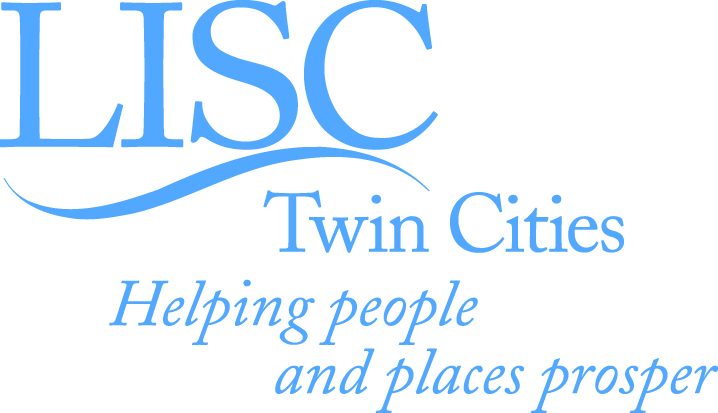 LISC
Twin Cities
Helping people
and places prosper